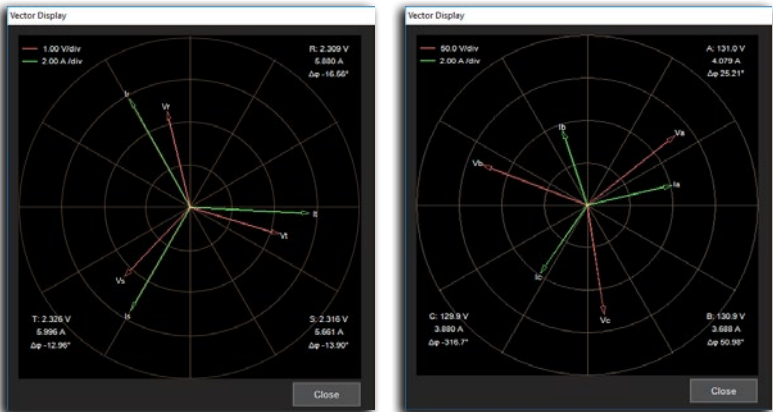 Vector Display
1.00 V/div
2.00 A /div
R: 2.309 V
5.880 A
Δφ -16.56°
Ir
Vr
It
Vt
Vs
Is
T: 2.326 V
5.996 A
Δφ -12.96°
S: 2.316 V
5.661 A
Δφ -13.90°
Close
Vector Display
50.0 V/div
2.00 A /div
A: 131.0 V
4.079 A
Δφ 25.21°
Ib
Va
Vb
Ia
Ic
Vc
C: 129.9 V
3.880 A
Δφ -316.7°
B: 130.9 V
3.688 A
Δφ 50.98°
Close